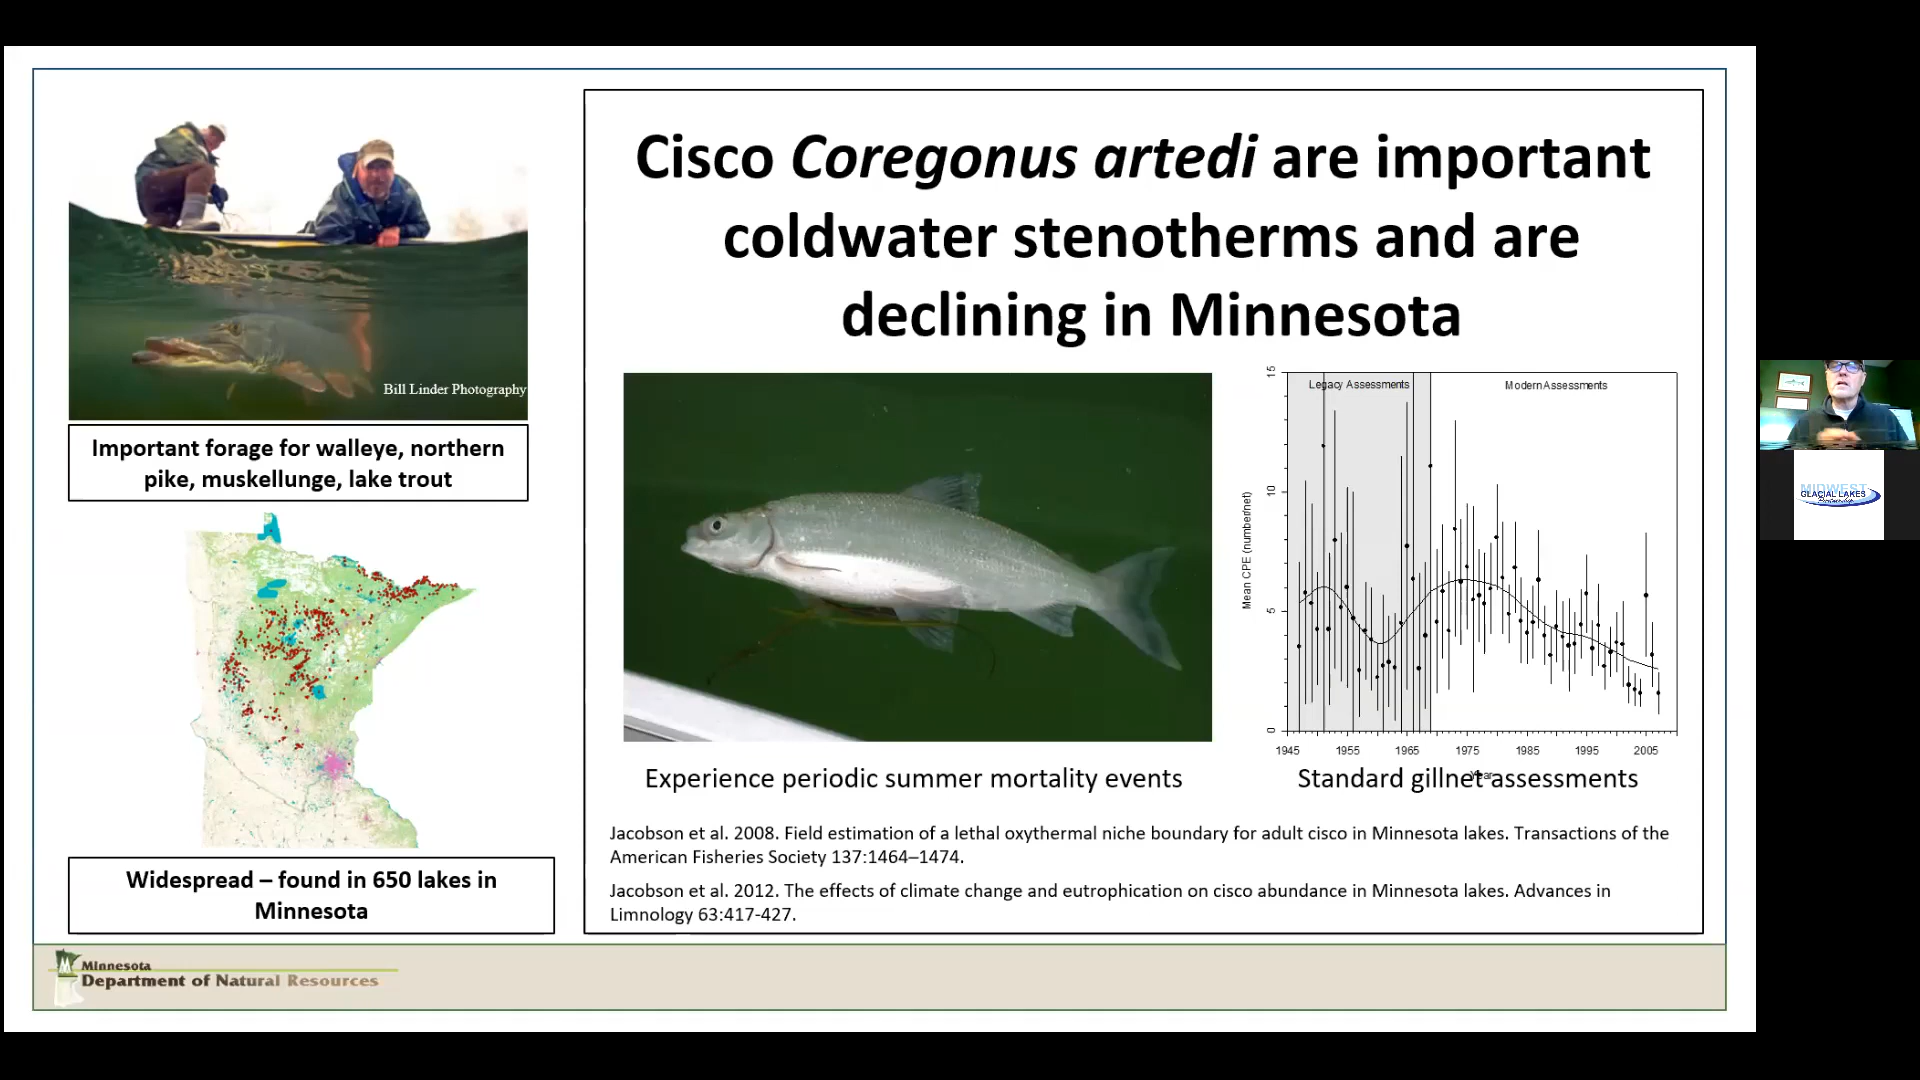 Cisco Coregonus artedi are important
coldwater stenotherms and are
declining in Minnesota
Bill Linder Photography
Important forage for walleye, northern
pike, muskellunge, lake trout
Widespread – found in 650 lakes in
Minnesota
Legacy Assessments
Modern Assessments
Mean CPE (number/net)
15
10
5
0
1945 1955 1965 1975 1985 1995 2005
Year
Experience periodic summer mortality events
Standard gillnet assessments
Jacobson et al. 2008. Field estimation of a lethal oxythermal niche boundary for adult cisco in Minnesota lakes. Transactions of the
American Fisheries Society 137:1464–1474.
Jacobson et al. 2012. The effects of climate change and eutrophication on cisco abundance in Minnesota lakes. Advances in
Limnology 63:417-427.
Minnesota
Department of Natural Resources
MIDWEST
GLACIAL LAKES
Partnership